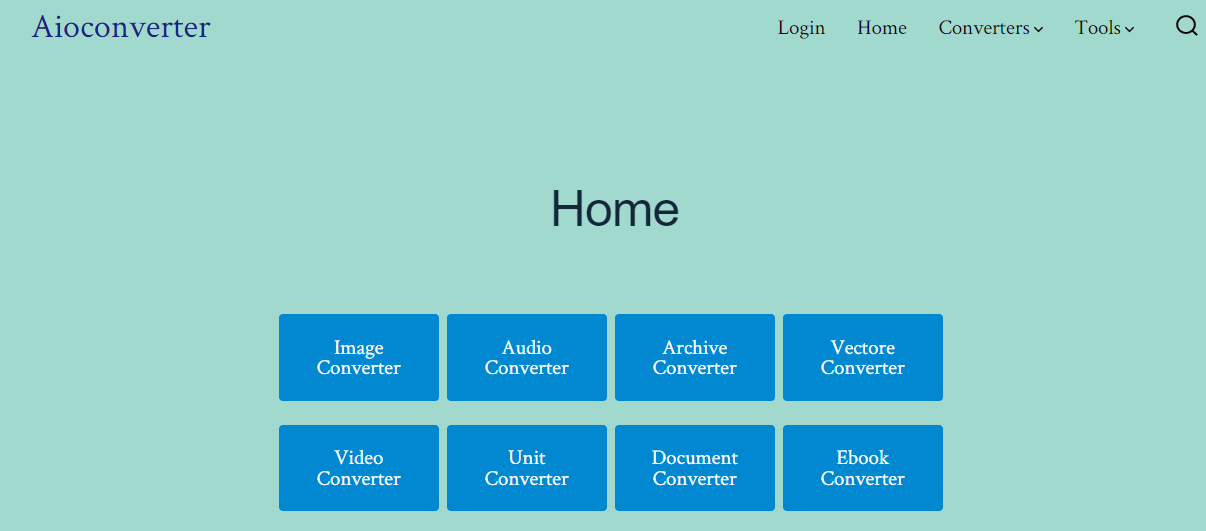 Aioconverter
Login Home Converters Tools
Home
Image Converter Audio Converter Archive Converter Vectore Converter
Video Converter Unit Converter Document Converter Ebook Converter